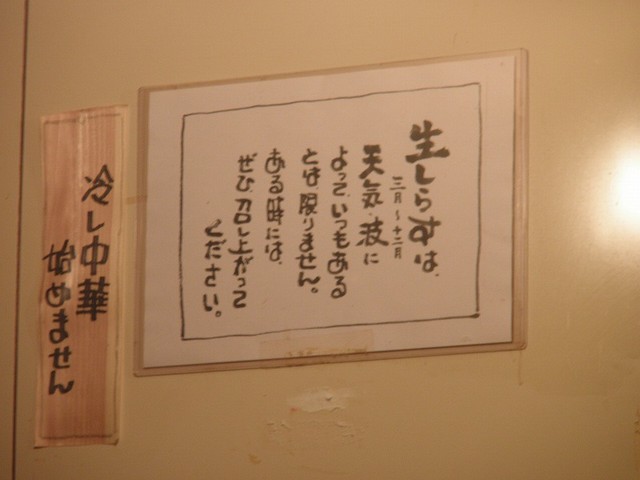 生しらすは、
三月～十二月
天気、波に
よっていつもある
とは限りません。
ある時には、
ぜひ召し上がって
ください。
冷し中華
始めません